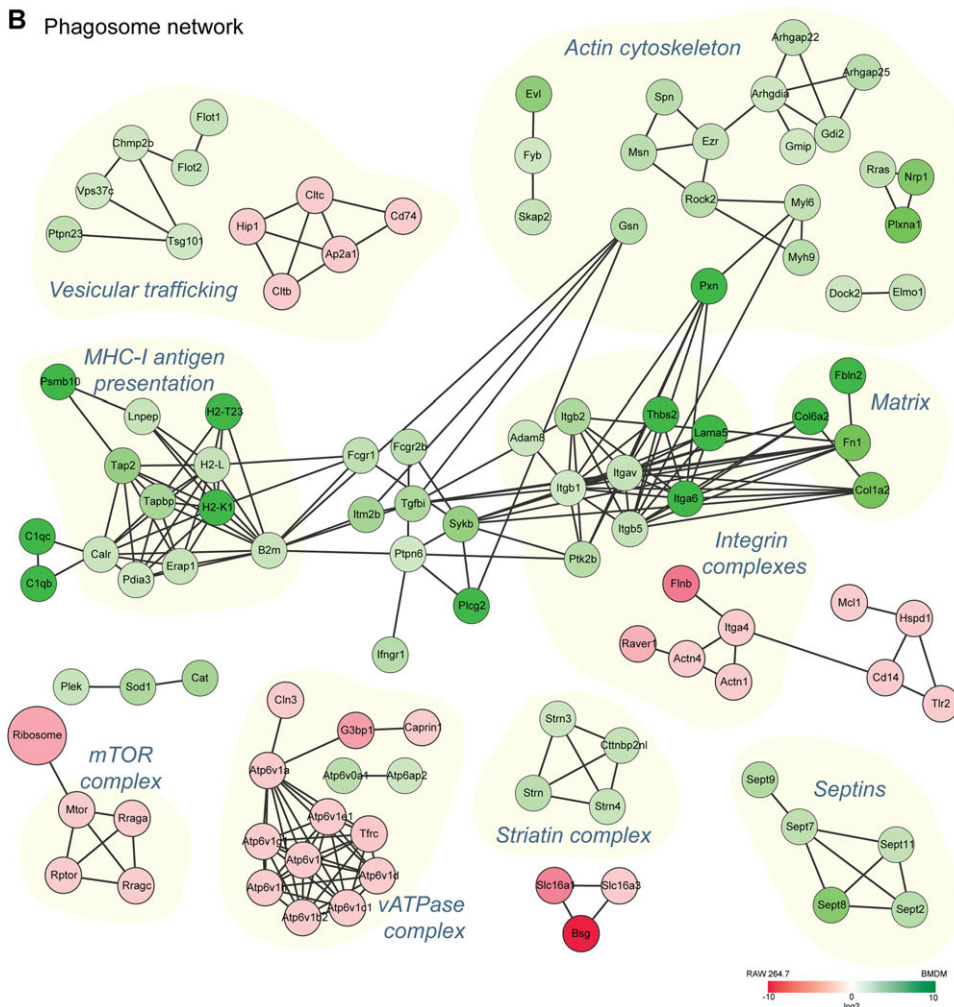 B Phagosome network
Actin cytoskeleton
Arhgap22
Arhgap25
Evl
Spn
Arhgdia
Flot1
Chmp2b
Flot2
Fyb
Msn
Ezr
Gmip
Gdi2
Vps37c
Cltc
Rras
Nrp1
Skap2
Rock2
Myl6
Ptpn23
Tsg101
Hip1
Cd74
Gsn
Plxna1
Ap2a1
Myh9
Vesicular trafficking
Cltb
Pxn
Dock2
Elmo1
MHC-I antigen
presentation
Psmb10
Fbln2
Lnpep
H2-T23
Itgb2
Thbs2
Col6a2
Matrix
Adam8
Lama5
Fcgr2b
Fn1
Tap2
H2-L
Fcgr1
Itgav
Itgb1
Col1a2
Tapbp
H2-K1
Itm2b
Tgfbi
Itga6
Sykb
Itgb5
C1qc
Calr
B2m
Ptpn6
Ptk2b
Integrin
complexes
Erap1
Pdia3
C1qb
Plcg2
Flnb
Mcl1
Hspd1
Itga4
Ifngr1
Raver1
Actn4
Actn1
Cd14
Tlr2
Plek
Sod1
Cat
Cln3
Ribosome
G3bp1
Caprin1
Strn3
Cttnbp2nl
mTOR
complex
Atp6v1a
Atp6v0a1
Atp6ap2
Sept9
Septins
Strn
Strn4
Mtor
Rraga
Atp6v1e1
Tfrc
Sept7
Sept11
Striatin complex
Atp6v1g
Atp6v1
Atp6v1d
Rptor
Rragc
Atp6v1h
Atp6v1c1
Atp6v1b2
vATPase
complex
Slc16a1
Slc16a3
Bsg
Sept8
Sept2
RAW 264.7
BMDM
-10
0
10
log2